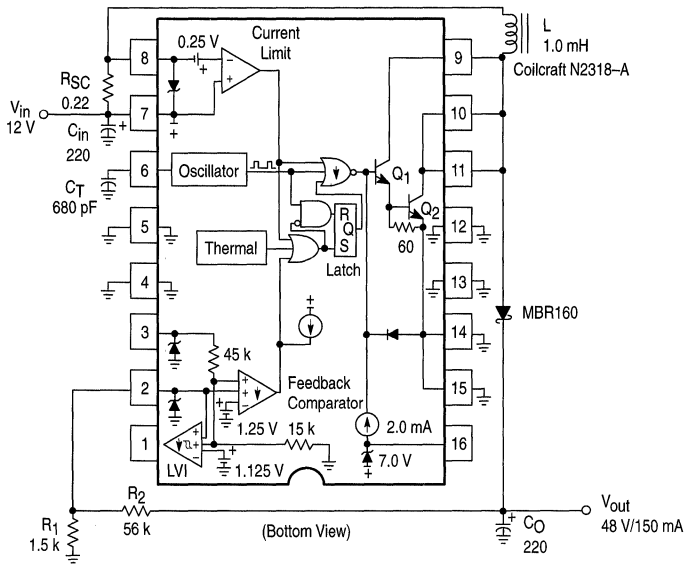 8
0.25 V
+
Current
Limit
−
+
9
L
1.0 mH
Coilcraft N2318–A
RSC
0.22
Vin
12 V
+
7
+
10
Cin
220
6
Oscillator
Q1
11
CT
680 pF
Q2
R
Q
S
Latch
60
5
12
Thermal
4
13
+
MBR160
3
14
45 k
2
+
+
−
Feedback
Comparator
15
+
1.25 V
15 k
2.0 mA
1
+
+
−
+
LVI
1.125 V
7.0 V
+
16
R2
56 k
R1
1.5 k
(Bottom View)
+
CO
220
Vout
48 V/150 mA